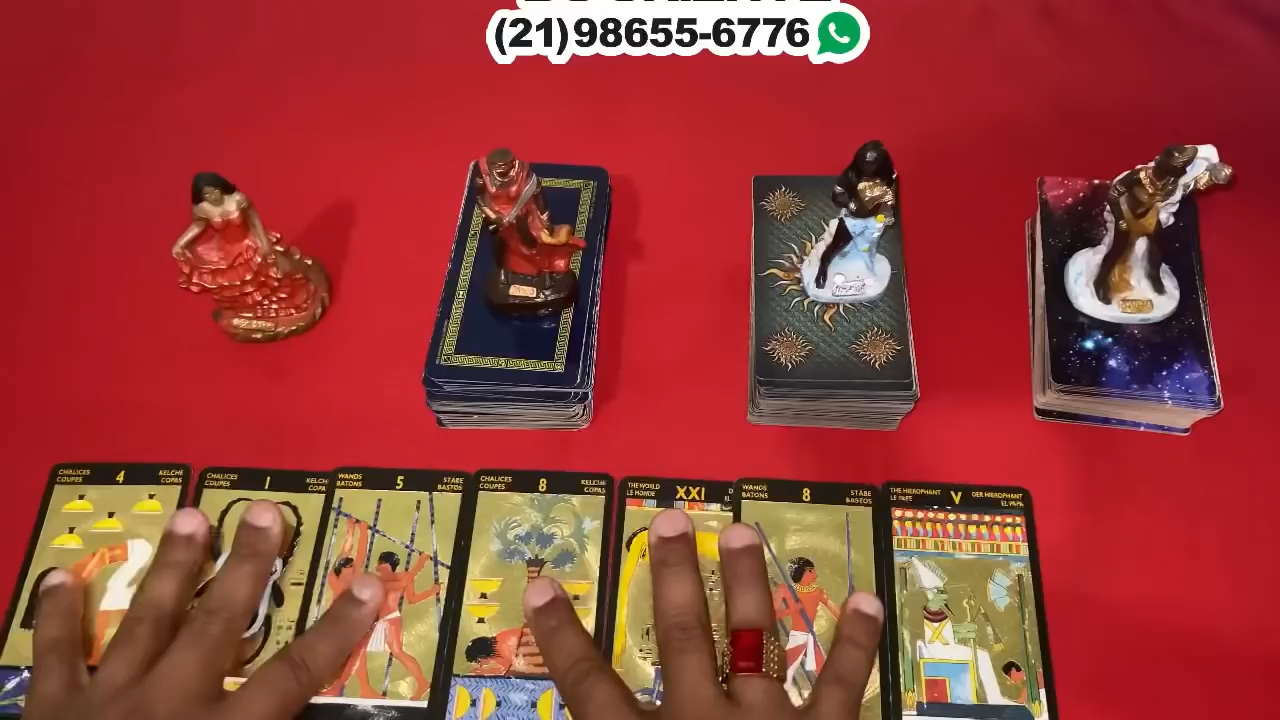 (21)98655-6776
CHALICES
COUPES
4
KELCHE
COPAS
CHALICES
COUPES
I
KELCH
COPA
WANDS
BATONS
5
STÄBE
BASTOS
CHALICES
COUPES
8
KELCHE
COPAS
THE WORLD
LE MONDE
XXI
WANDS
BATONS
8
STÄBE
BASTOS
THE HIEROPHANT
LE PAPE
V
DER HIEROPHANT
EL PAPA